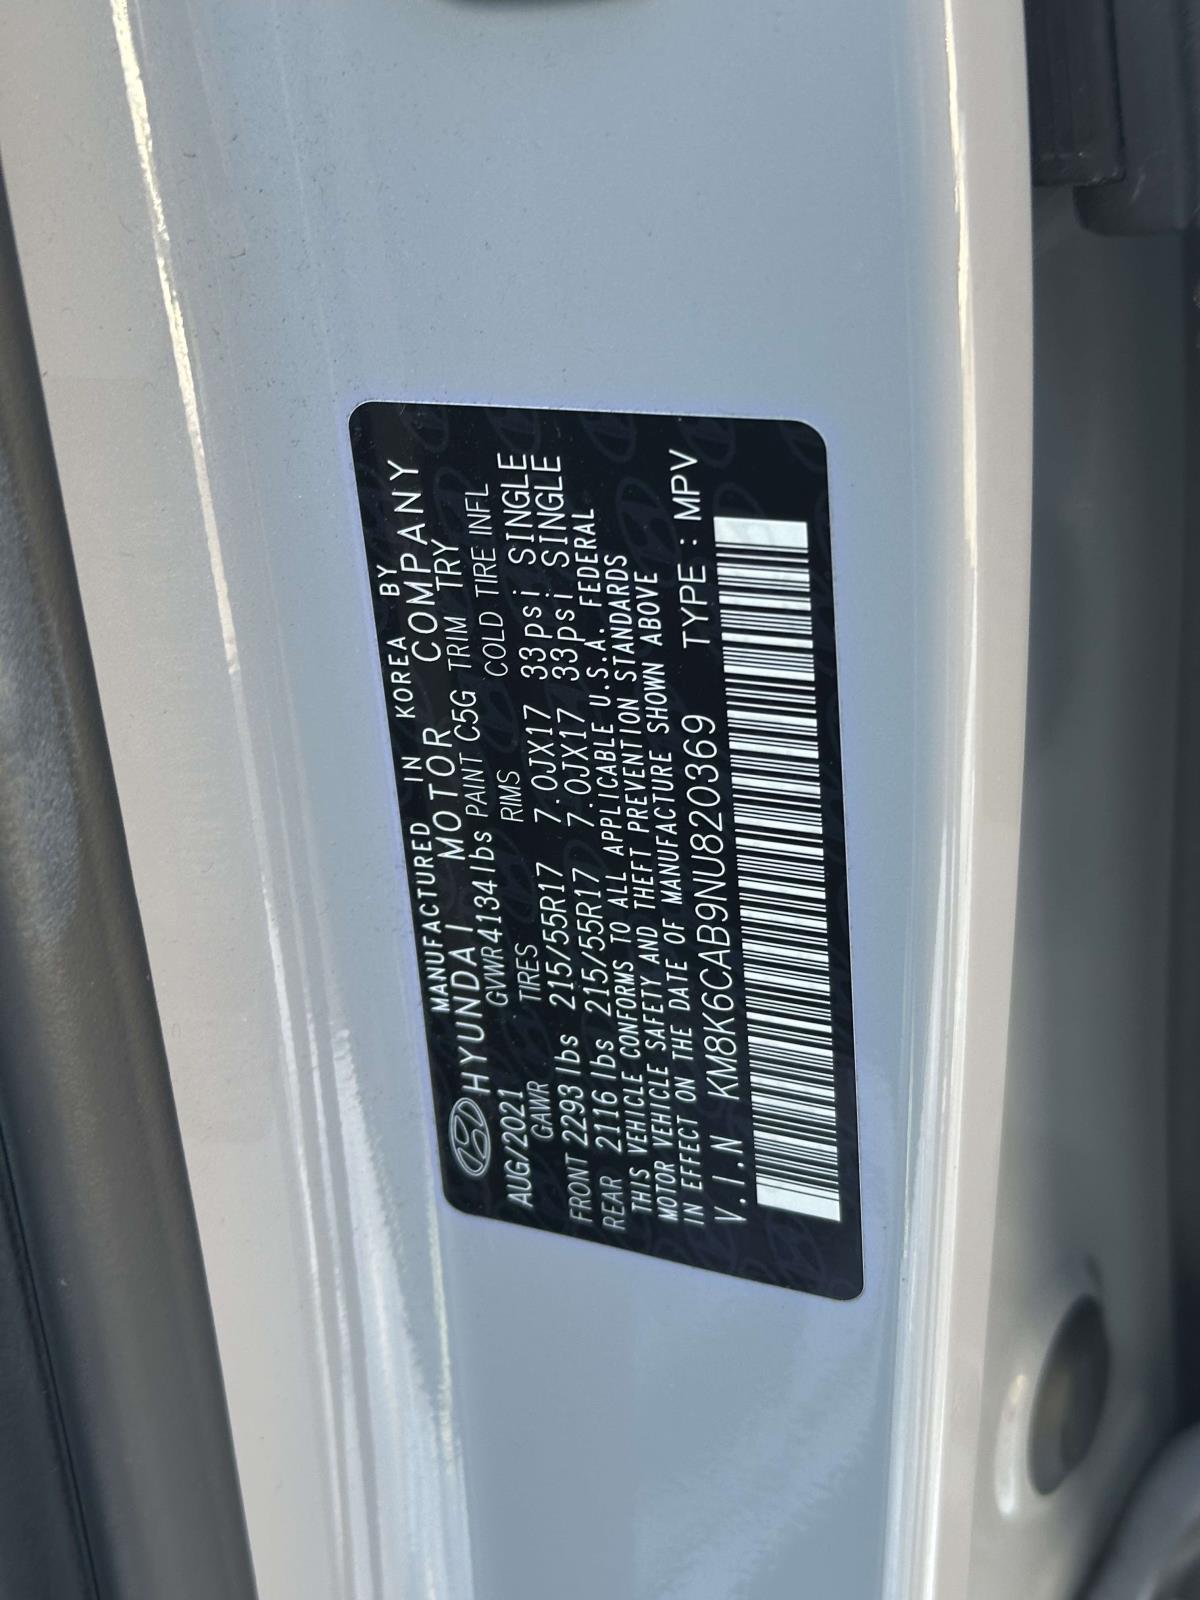 MANUFACTURED IN KOREA BY
HYUNDAI MOTOR COMPANY
AUG/2021 GVWR4134lbs PAINT C5G TRIM TRY
GAWR TIRES RIMS COLD TIRE INFL
FRONT 2293lbs 215/55R17 7.0JX17 33psi SINGLE
REAR 2116lbs 215/55R17 7.0JX17 33psi SINGLE
THIS VEHICLE CONFORMS TO ALL APPLICABLE U.S.A. FEDERAL
MOTOR VEHICLE SAFETY AND THEFT PREVENTION STANDARDS
IN EFFECT ON THE DATE OF MANUFACTURE SHOWN ABOVE
V.I.N KM8K6CAB9NU820369 TYPE : MPV